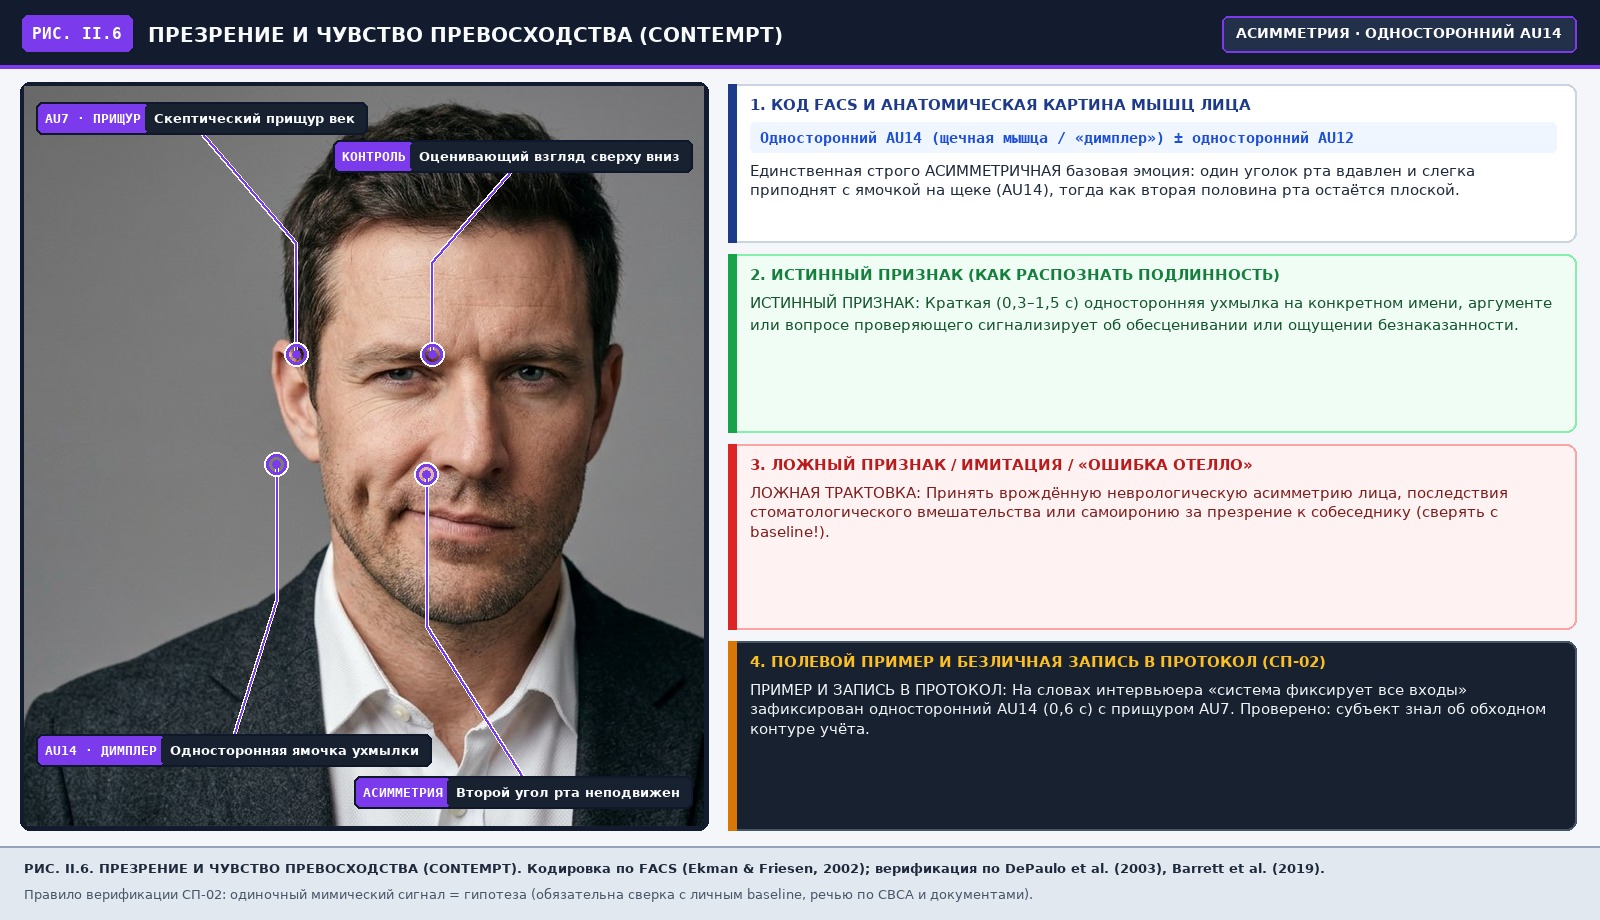 РИС. II.6
ПРЕЗРЕНИЕ И ЧУВСТВО ПРЕВОСХОДСТВА (CONTEMPT)
АСИММЕТРИЯ · ОДНОСТОРОННИЙ AU14
AU7 · ПРИЩУР Скептический прищур век
КОНТРОЛЬ Оценивающий взгляд сверху вниз
AU14 · ДИМПЛЕР Односторонняя ямочка ухмылки
АСИММЕТРИЯ Второй угол рта неподвижен
1. КОД FACS И АНАТОМИЧЕСКАЯ КАРТИНА МЫШЦ ЛИЦА
Односторонний AU14 (щечная мышца / «димплер») ± односторонний AU12
Единственная строго АСИММЕТРИЧНАЯ базовая эмоция: один уголок рта вдавлен и слегка
приподнят с ямочкой на щеке (AU14), тогда как вторая половина рта остаётся плоской.
2. ИСТИННЫЙ ПРИЗНАК (КАК РАСПОЗНАТЬ ПОДЛИННОСТЬ)
ИСТИННЫЙ ПРИЗНАК: Краткая (0,3–1,5 с) односторонняя ухмылка на конкретном имени, аргументе
или вопросе проверяющего сигнализирует об обесценивании или ощущении безнаказанности.
3. ЛОЖНЫЙ ПРИЗНАК / ИМИТАЦИЯ / «ОШИБКА ОТЕЛЛО»
ЛОЖНАЯ ТРАКТОВКА: Принять врождённую неврологическую асимметрию лица, последствия
стоматологического вмешательства или самоиронию за презрение к собеседнику (сверять с
baseline!).
4. ПОЛЕВОЙ ПРИМЕР И БЕЗЛИЧНАЯ ЗАПИСЬ В ПРОТОКОЛ (СП-02)
ПРИМЕР И ЗАПИСЬ В ПРОТОКОЛ: На словах интервьюера «система фиксирует все входы»
зафиксирован односторонний AU14 (0,6 с) с прищуром AU7. Проверено: субъект знал об обходном
контуре учёта.
РИС. II.6. ПРЕЗРЕНИЕ И ЧУВСТВО ПРЕВОСХОДСТВА (CONTEMPT). Кодировка по FACS (Ekman & Friesen, 2002); верификация по DePaulo et al. (2003), Barrett et al. (2019).
Правило верификации СП-02: одиночный мимический сигнал = гипотеза (обязательна сверка с личным baseline, речью по CBCA и документами).